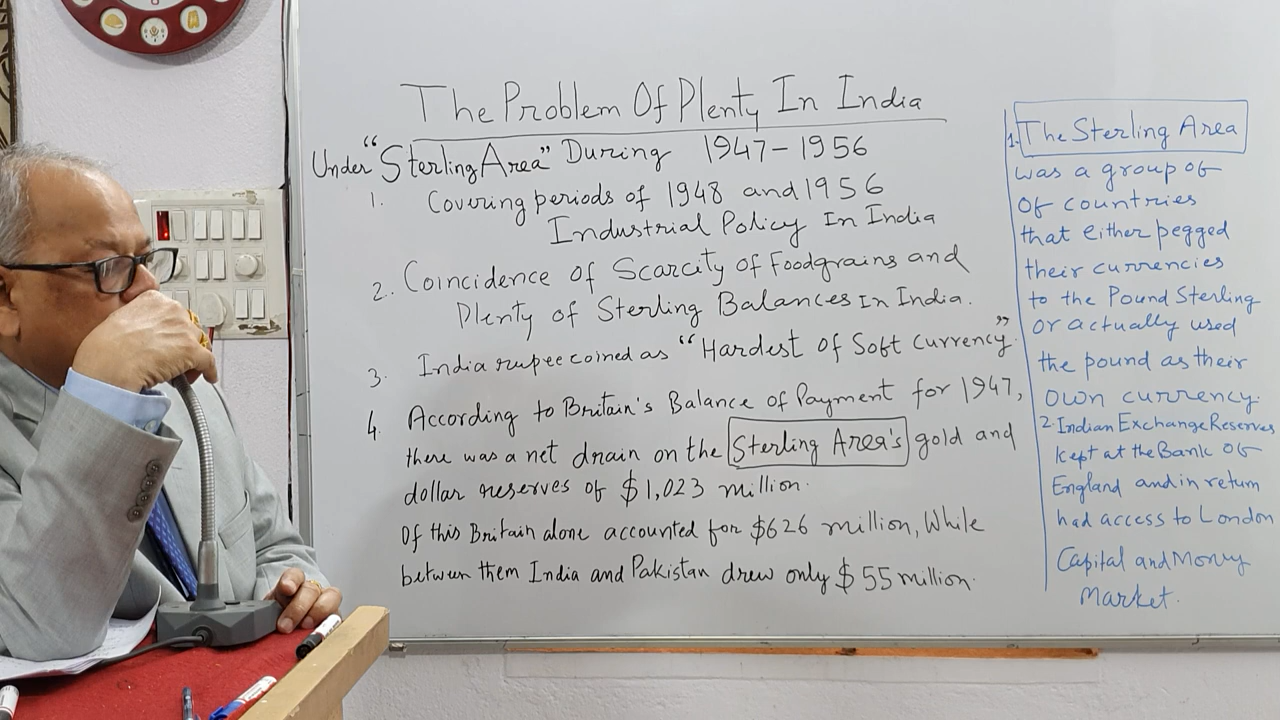 The Problem Of Plenty In India
Under "Sterling Area" During 1947-1956
1. Covering periods of 1948 and 1956
Industrial Policy In India
2. Coincidence of Scarcity of Foodgrains and
Plenty of Sterling Balances In India.
3. India rupee coined as "Hardest of Soft Currency".
4. According to Britain's Balance of Payment for 1947,
there was a net drain on the Sterling Area's gold and
dollar reserves of $1,023 million.
Of this Britain alone accounted for $626 million, While
between them India and Pakistan drew only $55 million.
1. The Sterling Area
was a group of
of countries
that either pegged
their currencies
to the Pound Sterling
or actually used
the pound as their
own currency.
2. Indian Exchange Reserves
kept at the Bank of
England and in return
had access to London
Capital and Money
Market.